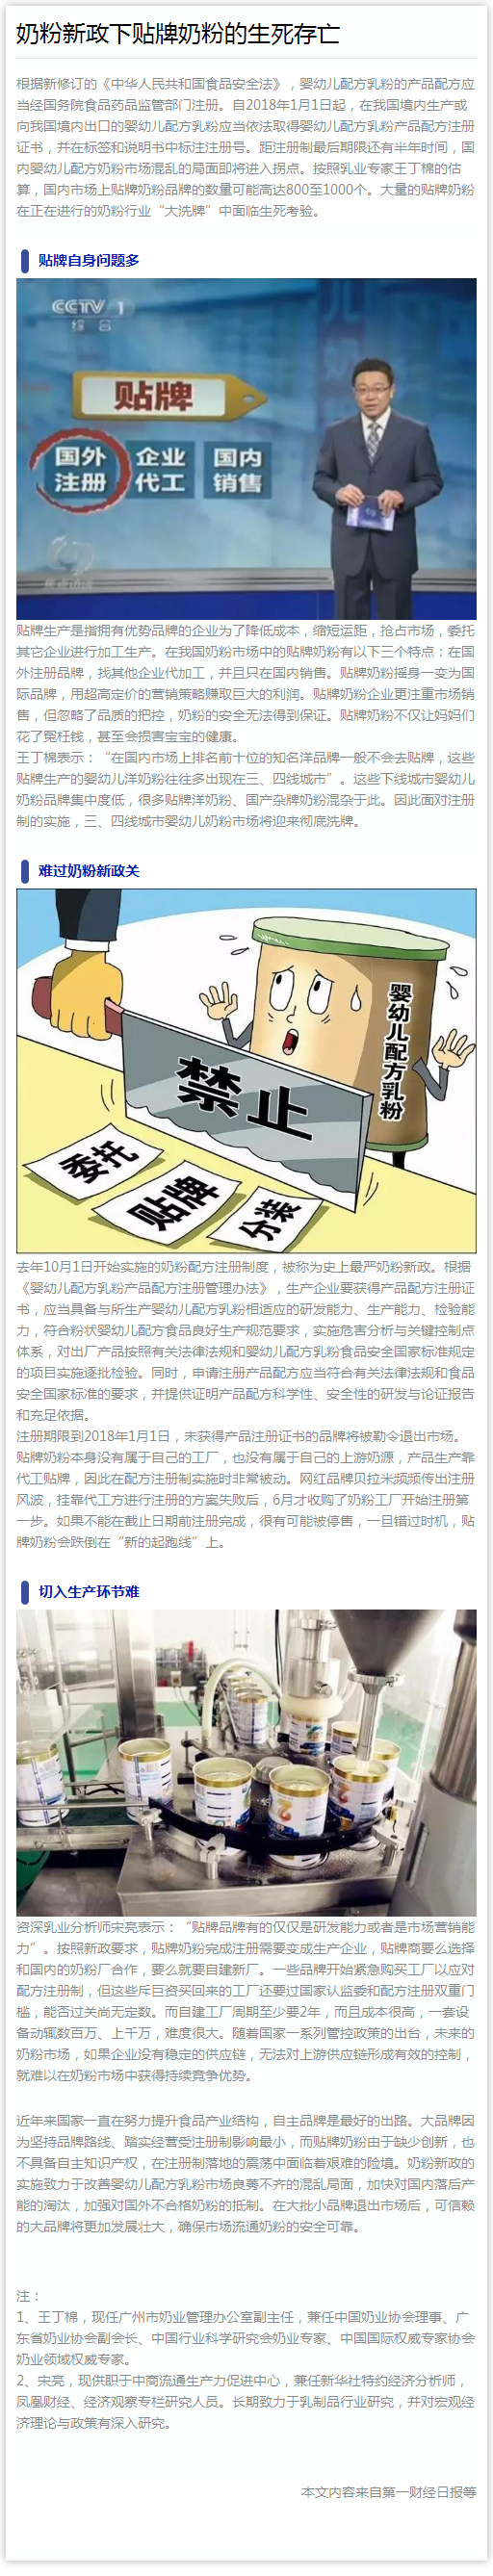 奶粉新政下贴牌奶粉的生死存亡
根据新修订的《中华人民共和国食品安全法》，婴幼儿配方乳粉的产品配方应
当经国务院食品药品监管部门注册。自2018年1月1日起，在我国境内生产或
向我国境内出口的婴幼儿配方乳粉应当依法取得婴幼儿配方乳粉产品配方注册
证书，并在标签和说明书中标注注册号。距注册制最后期限还有半年时间，国
内婴幼儿配方奶粉市场混乱的局面即将进入拐点。按照乳业专家王丁棉的估
算，国内市场上贴牌奶粉品牌的数量可能高达800至1000个。大量的贴牌奶粉
在正在进行的奶粉行业“大洗牌”中面临生死考验。
贴牌自身问题多
CCTV 1
综合
贴牌
国外 企业 国内
注册 代工 销售
贴牌生产是指拥有优势品牌的企业为了降低成本，缩短运距，抢占市场，委托
其它企业进行加工生产。在我国奶粉市场中的贴牌奶粉有以下三个特点：在国
外注册品牌，找其他企业代加工，并且只在国内销售。贴牌奶粉摇身一变为国
际品牌，用超高定价的营销策略赚取巨大的利润。贴牌奶粉企业更注重市场销
售，但忽略了品质的把控，奶粉的安全无法得到保证。贴牌奶粉不仅让妈妈们
花了冤枉钱，甚至会损害宝宝的健康。
王丁棉表示：“在国内市场上排名前十位的知名洋品牌一般不会去贴牌，这些
贴牌生产的婴幼儿洋奶粉往往多出现在三、四线城市”。这些下线城市婴幼儿
奶粉品牌集中度低，很多贴牌洋奶粉、国产杂牌奶粉混杂于此。因此面对注册
制的实施，三、四线城市婴幼儿奶粉市场将迎来彻底洗牌。
难过奶粉新政关
婴幼儿配方乳粉
禁止
委托
贴牌
分装
去年10月1日开始实施的奶粉配方注册制度，被称为史上最严奶粉新政。根据
《婴幼儿配方乳粉产品配方注册管理办法》，生产企业要获得产品配方注册证
书，应当具备与所生产婴幼儿配方乳粉相适应的研发能力、生产能力、检验能
力，符合粉状婴幼儿配方食品良好生产规范要求，实施危害分析与关键控制点
体系，对出厂产品按照有关法律法规和婴幼儿配方乳粉食品安全国家标准规定
的项目实施逐批检验。同时，申请注册产品配方应当符合有关法律法规和食品
安全国家标准的要求，并提供证明产品配方科学性、安全性的研发与论证报告
和充足依据。
注册期限到2018年1月1日，未获得产品注册证书的品牌将被勒令退出市场。
贴牌奶粉本身没有属于自己的工厂，也没有属于自己的上游奶源，产品生产靠
代工贴牌，因此在配方注册制实施时非常被动。网红品牌贝拉米频频传出注册
风波，挂靠代工方进行注册的方案失败后，6月才收购了奶粉工厂开始注册第
一步。如果不能在截止日期前注册完成，很有可能被停售，一旦错过时机，贴
牌奶粉会跌倒在“新的起跑线”上。
切入生产环节难
资深乳业分析师宋亮表示：“贴牌品牌有的仅仅是研发能力或者是市场营销能
力”。按照新政要求，贴牌奶粉完成注册需要变成生产企业，贴牌商要么选择
和国内的奶粉厂合作，要么就要自建新厂。一些品牌开始紧急购买工厂以应对
配方注册制，但这些斥巨资买回来的工厂还要过国家认监委和配方注册双重门
槛，能否过关尚无定数。而自建工厂周期至少要2年，而且成本很高，一套设
备动辄数百万、上千万，难度很大。随着国家一系列管控政策的出台，未来的
奶粉市场，如果企业没有稳定的供应链，无法对上游供应链形成有效的控制，
就难以在奶粉市场中获得持续竞争优势。
近年来国家一直在努力提升食品产业结构，自主品牌是最好的出路。大品牌因
为坚持品牌路线、踏实经营受注册制影响最小，而贴牌奶粉由于缺少创新，也
不具备自主知识产权，在注册制落地的震荡中面临着艰难的险境。奶粉新政的
实施致力于改善婴幼儿配方乳粉市场良莠不齐的混乱局面，加快对国内落后产
能的淘汰，加强对国外不合格奶粉的抵制。在大批小品牌退出市场后，可信赖
的大品牌将更加发展壮大，确保市场流通奶粉的安全可靠。
注：
1、王丁棉，现任广州市奶业管理办公室副主任，兼任中国奶业协会理事、广
东省奶业协会副会长、中国行业科学研究会奶业专家、中国国际权威专家协会
奶业领域权威专家。
2、宋亮，现供职于中商流通生产力促进中心，兼任新华社特约经济分析师，
凤凰财经、经济观察专栏研究人员。长期致力于乳制品行业研究，并对宏观经
济理论与政策有深入研究。
本文内容来自第一财经日报等